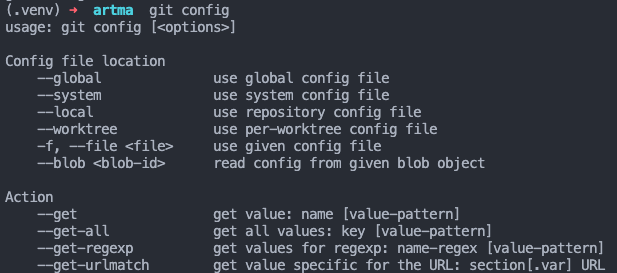 (.venv) ➜ artma git config
usage: git config [<options>]
Config file location
--global use global config file
--system use system config file
--local use repository config file
--worktree use per-worktree config file
-f, --file <file> use given config file
--blob <blob-id> read config from given blob object
Action
--get get value: name [value-pattern]
--get-all get all values: key [value-pattern]
--get-regexp get values for regexp: name-regex [value-pattern]
--get-urlmatch get value specific for the URL: section[.var] URL